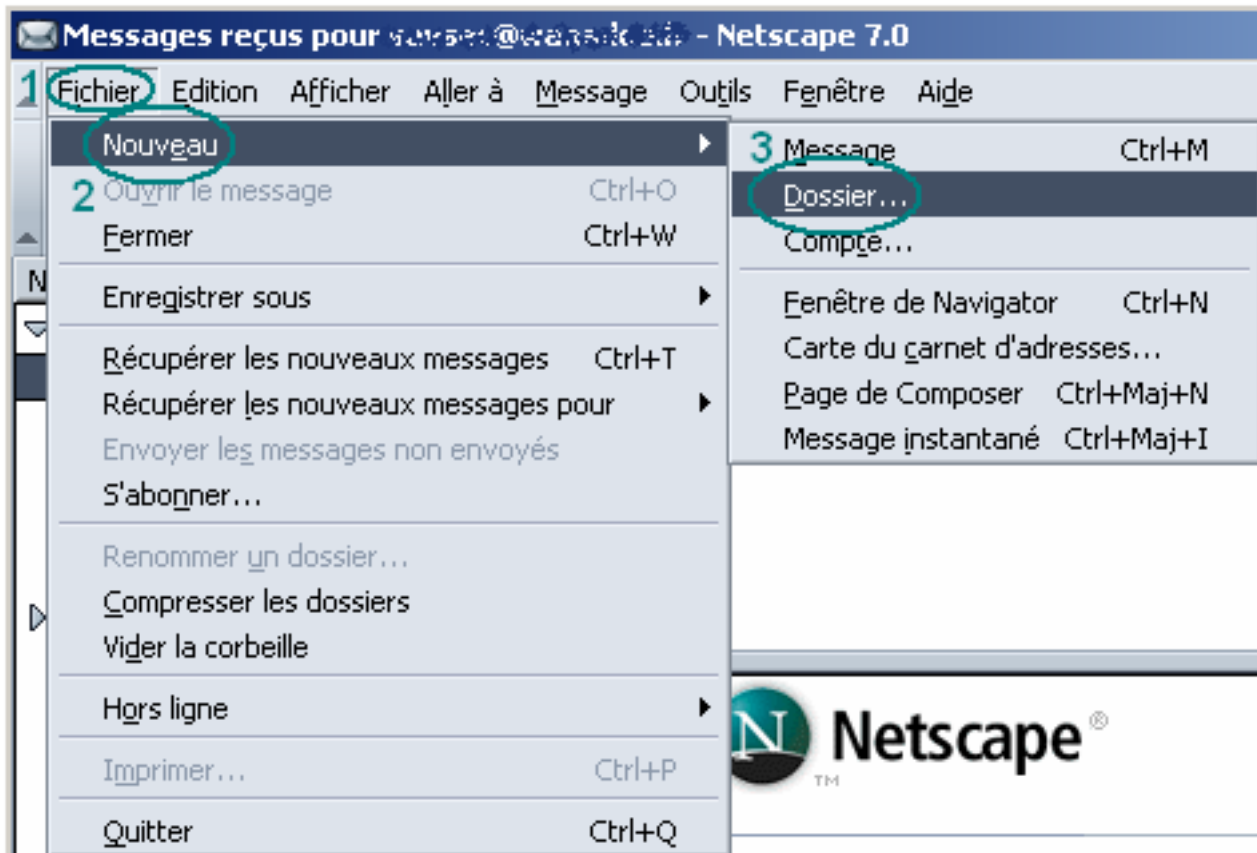 Messages reçus pour - Netscape 7.0
1 Fichier Edition Afficher Aller à Message Outils Fenêtre Aide
Nouveau
2 Ouvrir le message Ctrl+O
Fermer Ctrl+W
Enregistrer sous
Récupérer les nouveaux messages Ctrl+T
Récupérer les nouveaux messages pour
Envoyer les messages non envoyés
S'abonner...
Renommer un dossier...
Compresser les dossiers
Vider la corbeille
Hors ligne
Imprimer... Ctrl+P
Quitter Ctrl+Q
3 Message Ctrl+M
Dossier...
Compte...
Fenêtre de Navigator Ctrl+N
Carte du carnet d'adresses...
Page de Composer Ctrl+Maj+N
Message instantané Ctrl+Maj+I
N
N Netscape ®
TM